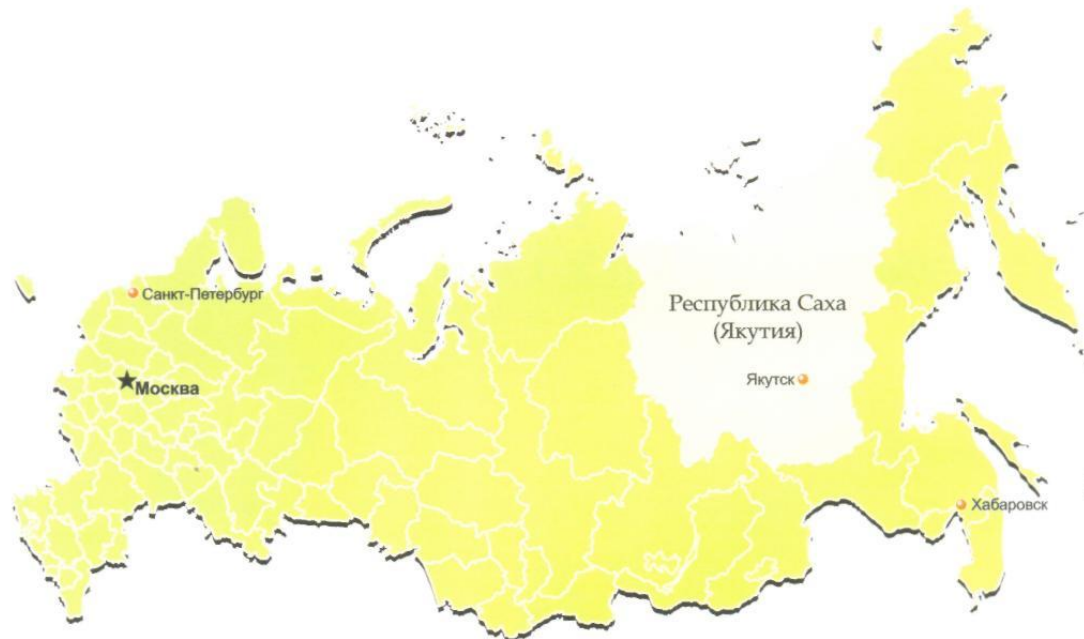 Санкт-Петербург
Республика Саха
(Якутия)
Якутск
Москва
Хабаровск